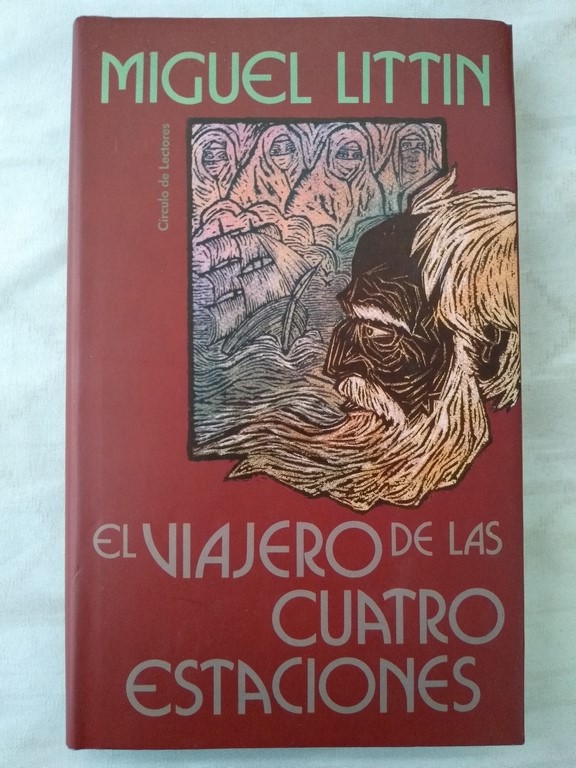 MIGUEL LITTIN
Círculo de Lectores
EL VIAJERO DE LAS
CUATRO
ESTACIONES